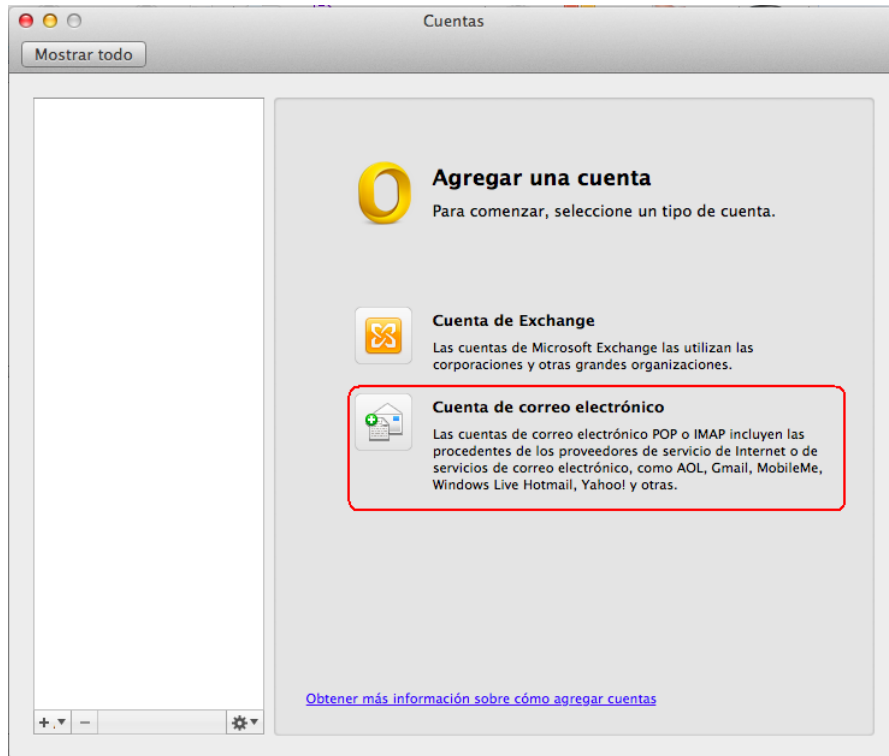 Cuentas
Mostrar todo
Agregar una cuenta
Para comenzar, seleccione un tipo de cuenta.
Cuenta de Exchange
Las cuentas de Microsoft Exchange las utilizan las
corporaciones y otras grandes organizaciones.
Cuenta de correo electrónico
Las cuentas de correo electrónico POP o IMAP incluyen las
procedentes de los proveedores de servicio de Internet o de
servicios de correo electrónico, como AOL, Gmail, MobileMe,
Windows Live Hotmail, Yahoo! y otras.
Obtener más información sobre cómo agregar cuentas